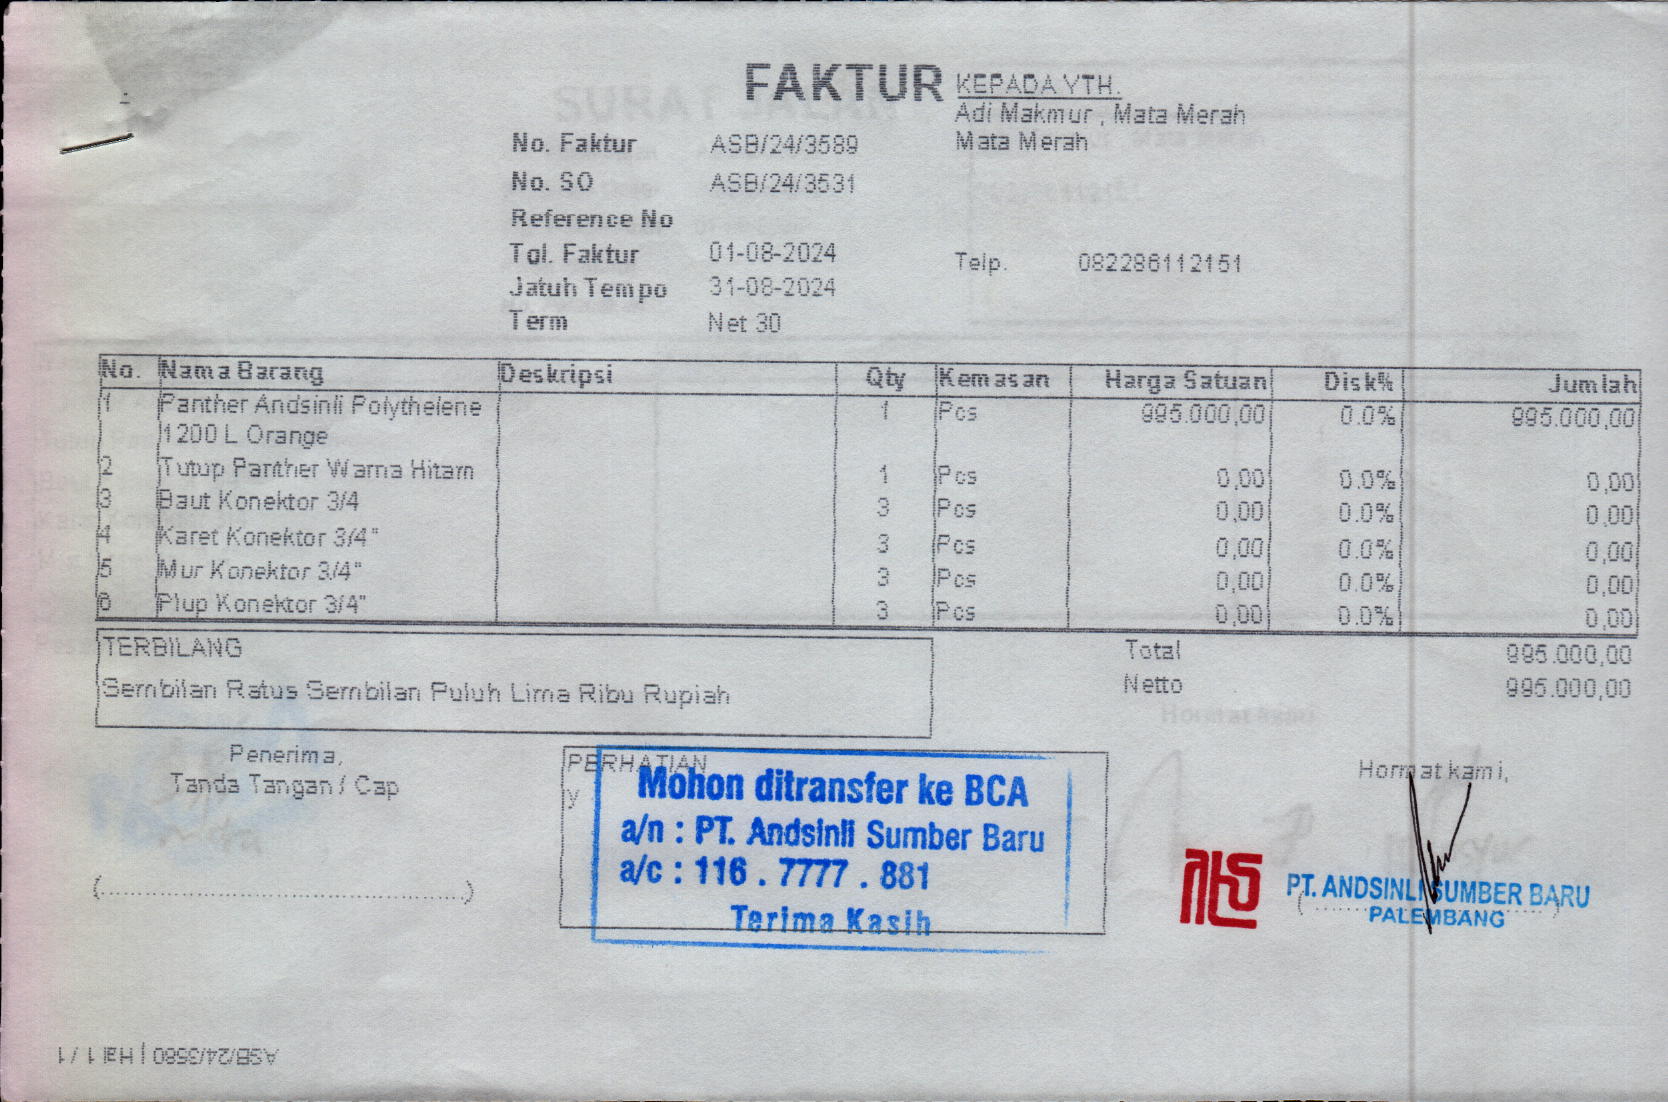 FAKTUR
KEPADA YTH.
Adi Makmur , Mata Merah
Mata Merah
No. Faktur ASB/24/3589
No. SO ASB/24/3531
Reference No
Tgl. Faktur 01-08-2024
Telp. 082286112151
Jatuh Tempo 31-08-2024
Term Net 30
No. Nama Barang Deskripsi Qty Kemasan Harga Satuan Disk% Jumlah
1 Panther Andsinli Polythelene 1 Pcs 995.000,00 0.0% 995.000,00
1200 L Orange
2 Tutup Panther Warna Hitam 1 Pcs 0,00 0.0% 0,00
3 Baut Konektor 3/4 3 Pcs 0,00 0.0% 0,00
4 Karet Konektor 3/4" 3 Pcs 0,00 0.0% 0,00
5 Mur Konektor 3/4" 3 Pcs 0,00 0.0% 0,00
6 Plup Konektor 3/4" 3 Pcs 0,00 0.0% 0,00
TERBILANG
Sembilan Ratus Sembilan Puluh Lima Ribu Rupiah
Total 995.000,00
Netto 995.000,00
Penerima,
Tanda Tangan / Cap
(..................................................)
PERHATIAN
y
Mohon ditransfer ke BCA
a/n : PT. Andsinli Sumber Baru
a/c : 116 . 7777 . 881
Terima Kasih
Hormat kami,
PT. ANDSINLI SUMBER BARU
PALEMBANG
ASB/24/3580 | Hal 1 / 1